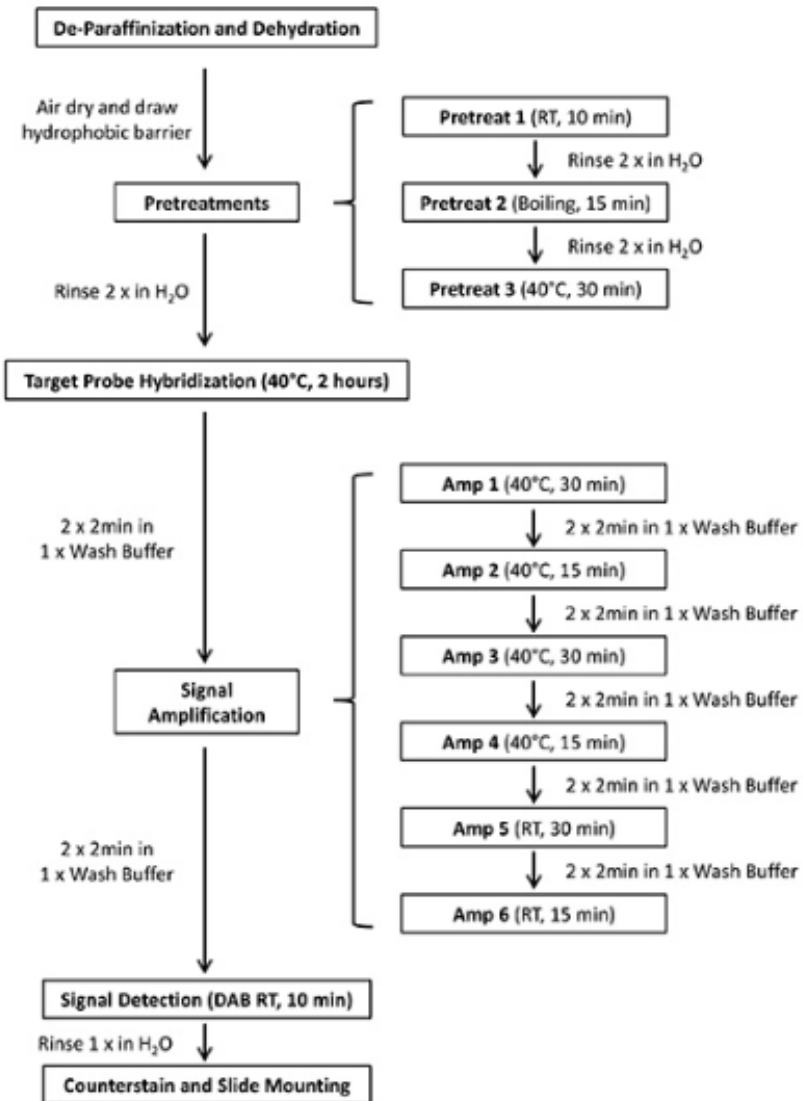 De-Paraffinization and Dehydration
Air dry and draw
hydrophobic barrier
Pretreatments
Pretreat 1 (RT, 10 min)
Rinse 2 x in H₂O
Pretreat 2 (Boiling, 15 min)
Rinse 2 x in H₂O
Pretreat 3 (40°C, 30 min)
Rinse 2 x in H₂O
Target Probe Hybridization (40°C, 2 hours)
2 x 2min in
1 x Wash Buffer
Signal
Amplification
Amp 1 (40°C, 30 min)
2 x 2min in 1 x Wash Buffer
Amp 2 (40°C, 15 min)
2 x 2min in 1 x Wash Buffer
Amp 3 (40°C, 30 min)
2 x 2min in 1 x Wash Buffer
Amp 4 (40°C, 15 min)
2 x 2min in 1 x Wash Buffer
Amp 5 (RT, 30 min)
2 x 2min in 1 x Wash Buffer
Amp 6 (RT, 15 min)
2 x 2min in
1 x Wash Buffer
Signal Detection (DAB RT, 10 min)
Rinse 1 x in H₂O
Counterstain and Slide Mounting